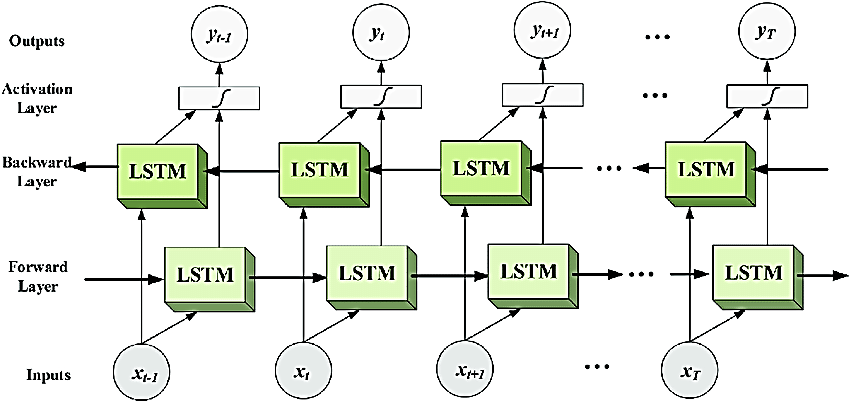 Outputs
y_{t-1} y_t y_{t+1} ... y_T
Activation
Layer
∫ ∫ ∫ ... ∫
Backward
Layer
LSTM LSTM LSTM ... LSTM
Forward
Layer
LSTM LSTM LSTM ... LSTM
Inputs
x_{t-1} x_t x_{t+1} ... x_T